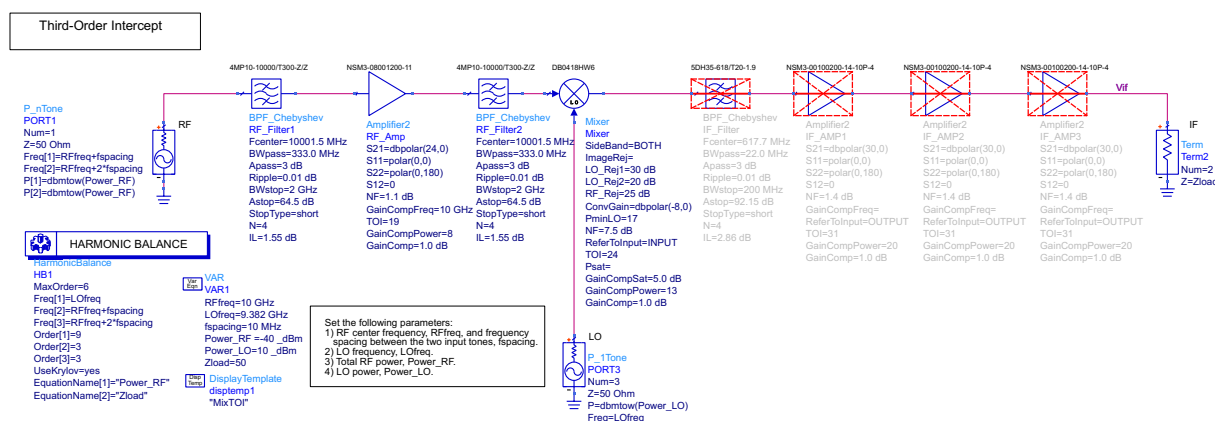 Third-Order Intercept
P_nTone
PORT1
Num=1
Z=50 Ohm
Freq[1]=RFfreq+fspacing
Freq[2]=RFfreq+2*fspacing
P[1]=dbmtow(Power_RF)
P[2]=dbmtow(Power_RF)
RF
4MP10-10000/T300-Z/Z
BPF_Chebyshev
RF_Filter1
Fcenter=10001.5 MHz
BWpass=333.0 MHz
Apass=3 dB
Ripple=0.01 dB
BWstop=2 GHz
Astop=64.5 dB
StopType=short
N=4
IL=1.55 dB
NSM3-08001200-11
Amplifier2
RF_Amp
S21=dbpolar(24,0)
S11=polar(0,0)
S22=polar(0,180)
S12=0
NF=1.1 dB
GainCompFreq=10 GHz
TOI=19
GainCompPower=8
GainComp=1.0 dB
4MP10-10000/T300-Z/Z
BPF_Chebyshev
RF_Filter2
Fcenter=10001.5 MHz
BWpass=333.0 MHz
Apass=3 dB
Ripple=0.01 dB
BWstop=2 GHz
Astop=64.5 dB
StopType=short
N=4
IL=1.55 dB
DB0418HW6
LO
Mixer
Mixer
SideBand=BOTH
ImageRej=
LO_Rej1=30 dB
LO_Rej2=20 dB
RF_Rej=25 dB
ConvGain=dbpolar(-8,0)
PminLO=17
NF=7.5 dB
ReferToInput=INPUT
TOI=24
Psat=
GainCompSat=5.0 dB
GainCompPower=13
GainComp=1.0 dB
5DH35-618/T20-1.9
BPF_Chebyshev
IF_Filter
Fcenter=617.7 MHz
BWpass=22.0 MHz
Apass=3 dB
Ripple=0.01 dB
BWstop=200 MHz
Astop=92.15 dB
StopType=short
N=4
IL=2.86 dB
NSM3-00100200-14-10P-4
Amplifier2
IF_AMP1
S21=dbpolar(30,0)
S11=polar(0,0)
S22=polar(0,180)
S12=0
NF=1.4 dB
GainCompFreq=
ReferToInput=OUTPUT
TOI=31
GainCompPower=20
GainComp=1.0 dB
NSM3-00100200-14-10P-4
Amplifier2
IF_AMP2
S21=dbpolar(30,0)
S11=polar(0,0)
S22=polar(0,180)
S12=0
NF=1.4 dB
GainCompFreq=
ReferToInput=OUTPUT
TOI=31
GainCompPower=20
GainComp=1.0 dB
NSM3-00100200-14-10P-4
Amplifier2
IF_AMP3
S21=dbpolar(30,0)
S11=polar(0,0)
S22=polar(0,180)
S12=0
NF=1.4 dB
GainCompFreq=
ReferToInput=OUTPUT
TOI=31
GainCompPower=20
GainComp=1.0 dB
Vif
IF
Term
Term2
Num=2
Z=Zload
HARMONIC BALANCE
HarmonicBalance
HB1
MaxOrder=6
Freq[1]=LOfreq
Freq[2]=RFfreq+fspacing
Freq[3]=RFfreq+2*fspacing
Order[1]=9
Order[2]=3
Order[3]=3
UseKrylov=yes
EquationName[1]="Power_RF"
EquationName[2]="Zload"
Var
Eqn
VAR
VAR1
RFfreq=10 GHz
LOfreq=9.382 GHz
fspacing=10 MHz
Power_RF =-40 _dBm
Power_LO=10 _dBm
Zload=50
Disp
Temp
DisplayTemplate
disptemp1
"MixTOI"
Set the following parameters:
1) RF center frequency, RFfreq, and frequency
spacing between the two input tones, fspacing.
2) LO frequency, LOfreq.
3) Total RF power, Power_RF.
4) LO power, Power_LO.
LO
P_1Tone
PORT3
Num=3
Z=50 Ohm
P=dbmtow(Power_LO)
Freq=LOfreq